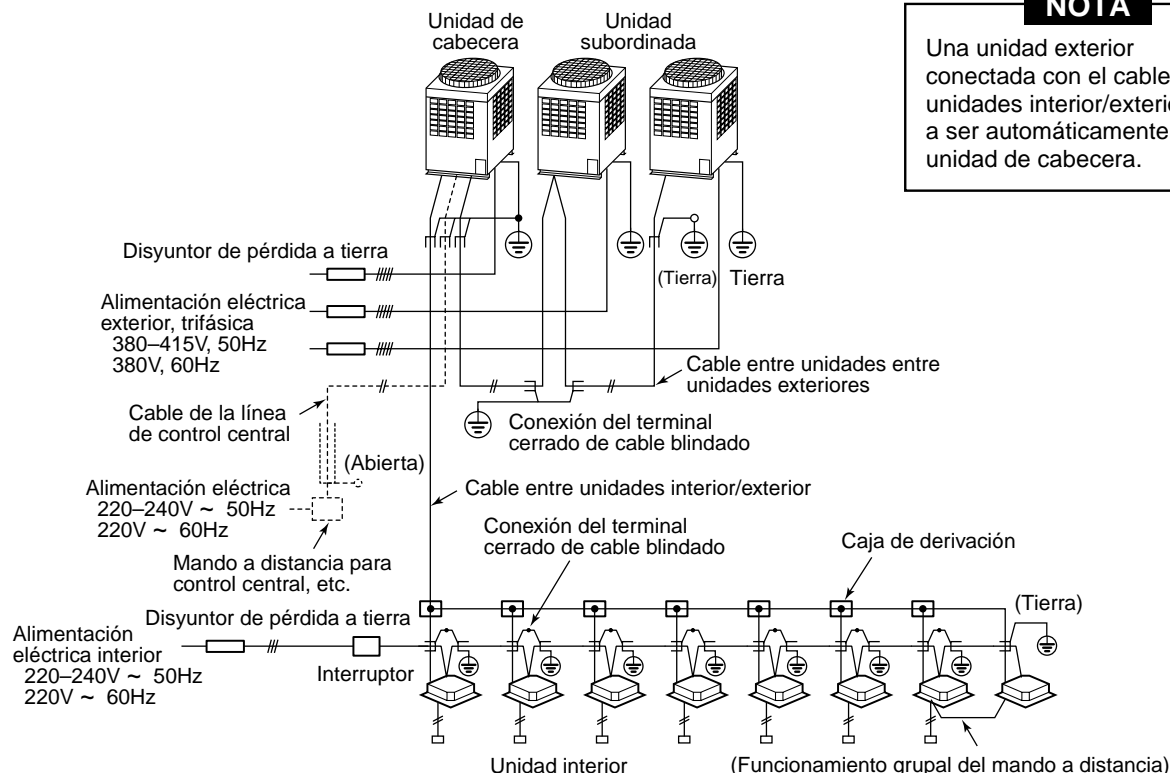 Unidad de
cabecera
Unidad
subordinada
NOTA
Una unidad exterior
conectada con el cable
unidades interior/exterio
a ser automáticamente
unidad de cabecera.
Disyuntor de pérdida a tierra
(Tierra)
Tierra
Alimentación eléctrica
exterior, trifásica
380–415V, 50Hz
380V, 60Hz
Cable entre unidades entre
unidades exteriores
Cable de la línea
de control central
Conexión del terminal
cerrado de cable blindado
(Abierta)
Alimentación eléctrica
220–240V ~ 50Hz
220V ~ 60Hz
Cable entre unidades interior/exterior
Conexión del terminal
cerrado de cable blindado
Caja de derivación
Mando a distancia para
control central, etc.
Disyuntor de pérdida a tierra
(Tierra)
Alimentación
eléctrica interior
220–240V ~ 50Hz
220V ~ 60Hz
Interruptor
Unidad interior
(Funcionamiento grupal del mando a distancia)